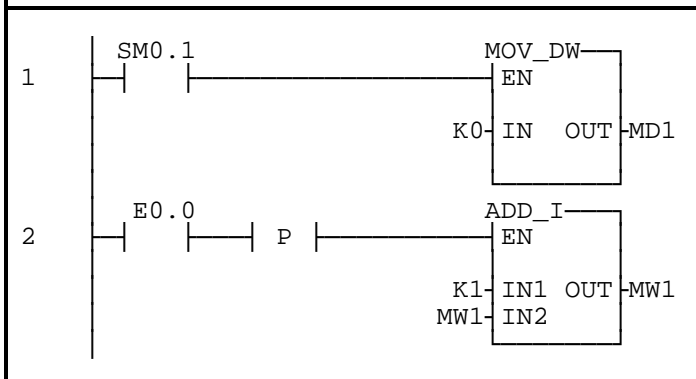 SM0.1 MOV_DW
1 EN
K0 IN OUT MD1
E0.0 ADD_I
2 P EN
K1 IN1 OUT MW1
MW1 IN2